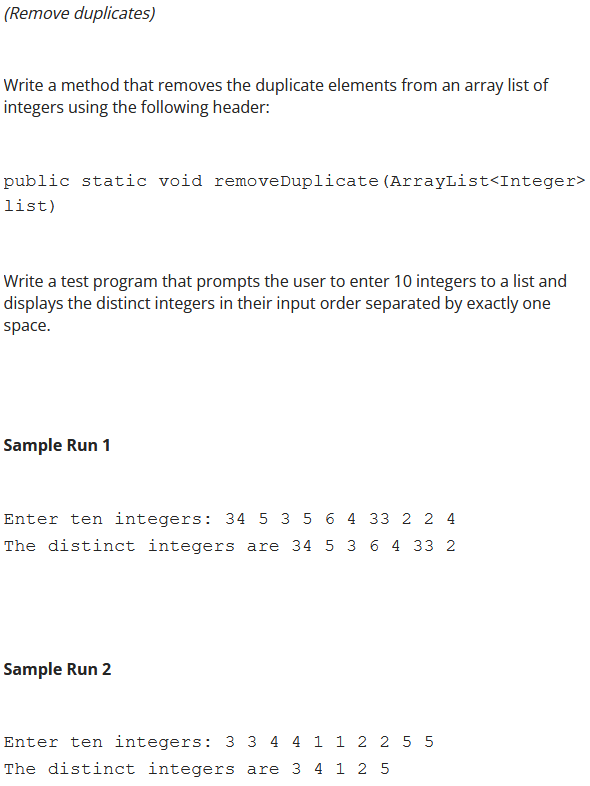 (Remove duplicates)
Write a method that removes the duplicate elements from an array list of
integers using the following header:
public static void removeDuplicate(ArrayList<Integer>
list)
Write a test program that prompts the user to enter 10 integers to a list and
displays the distinct integers in their input order separated by exactly one
space.
Sample Run 1
Enter ten integers: 34 5 3 5 6 4 33 2 2 4
The distinct integers are 34 5 3 6 4 33 2
Sample Run 2
Enter ten integers: 3 3 4 4 1 1 2 2 5 5
The distinct integers are 3 4 1 2 5